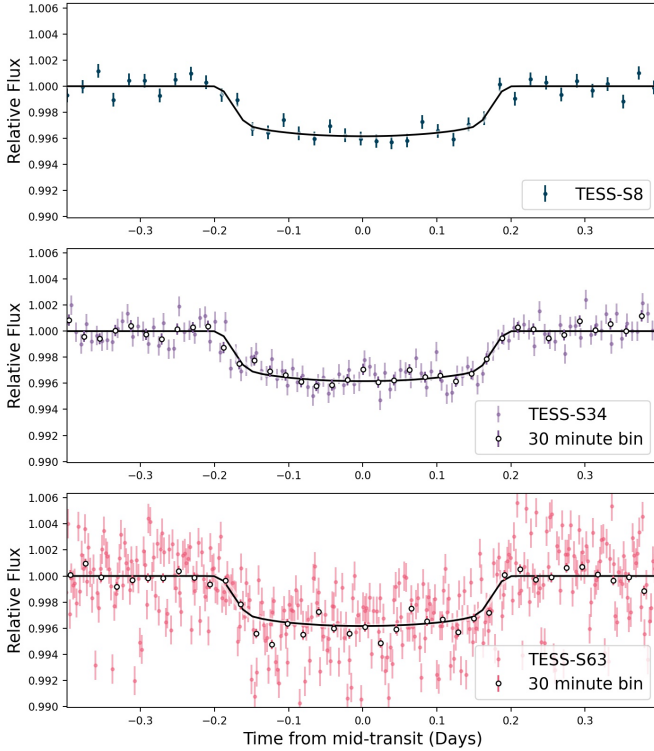 1.006
1.004
1.002
1.000
0.998
0.996
0.994
0.992
0.990
Relative Flux
TESS-S8
−0.3 −0.2 −0.1 0.0 0.1 0.2 0.3
1.006
1.004
1.002
1.000
0.998
0.996
0.994
0.992
0.990
Relative Flux
TESS-S34
30 minute bin
−0.3 −0.2 −0.1 0.0 0.1 0.2 0.3
1.006
1.004
1.002
1.000
0.998
0.996
0.994
0.992
0.990
Relative Flux
TESS-S63
30 minute bin
−0.3 −0.2 −0.1 0.0 0.1 0.2 0.3
Time from mid-transit (Days)